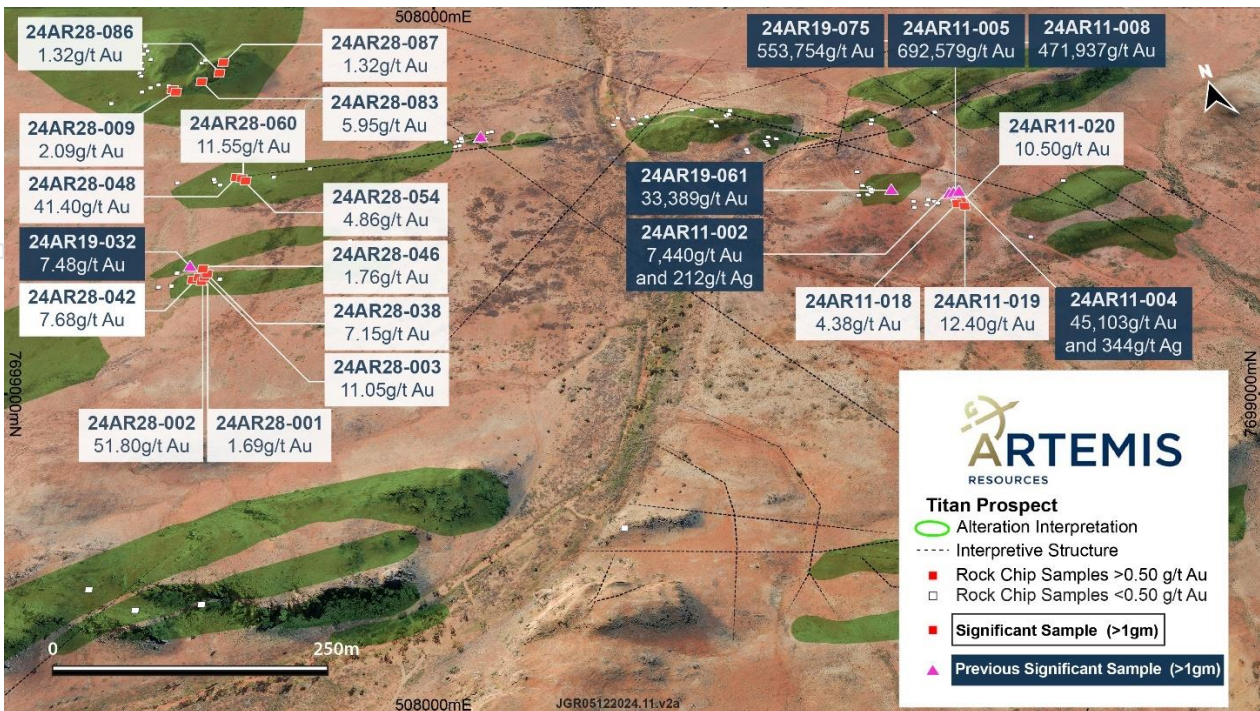 508000mE
24AR28-086
1.32g/t Au
24AR28-087
1.32g/t Au
24AR28-083
5.95g/t Au
24AR28-009
2.09g/t Au
24AR28-060
11.55g/t Au
24AR28-048
41.40g/t Au
24AR28-054
4.86g/t Au
24AR19-032
7.48g/t Au
24AR28-046
1.76g/t Au
24AR28-042
7.68g/t Au
24AR28-038
7.15g/t Au
24AR28-003
11.05g/t Au
24AR28-002
51.80g/t Au
24AR28-001
1.69g/t Au
24AR19-075
553,754g/t Au
24AR11-005
692,579g/t Au
24AR11-008
471,937g/t Au
N
24AR11-020
10.50g/t Au
24AR19-061
33,389g/t Au
24AR11-002
7,440g/t Au
and 212g/t Ag
24AR11-018
4.38g/t Au
24AR11-019
12.40g/t Au
24AR11-004
45,103g/t Au
and 344g/t Ag
7699000mN
7699000mN
ARTEMIS
RESOURCES
Titan Prospect
Alteration Interpretation
Interpretive Structure
Rock Chip Samples >0.50 g/t Au
Rock Chip Samples <0.50 g/t Au
Significant Sample (>1gm)
Previous Significant Sample (>1gm)
0 250m
508000mE
JGR05122024.11.v2a